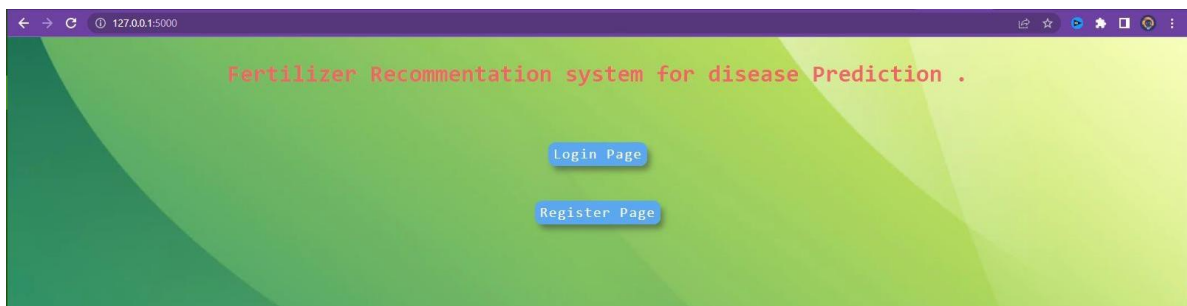 127.0.0.1:5000
Fertilizer Recommentation system for disease Prediction .
Login Page
Register Page